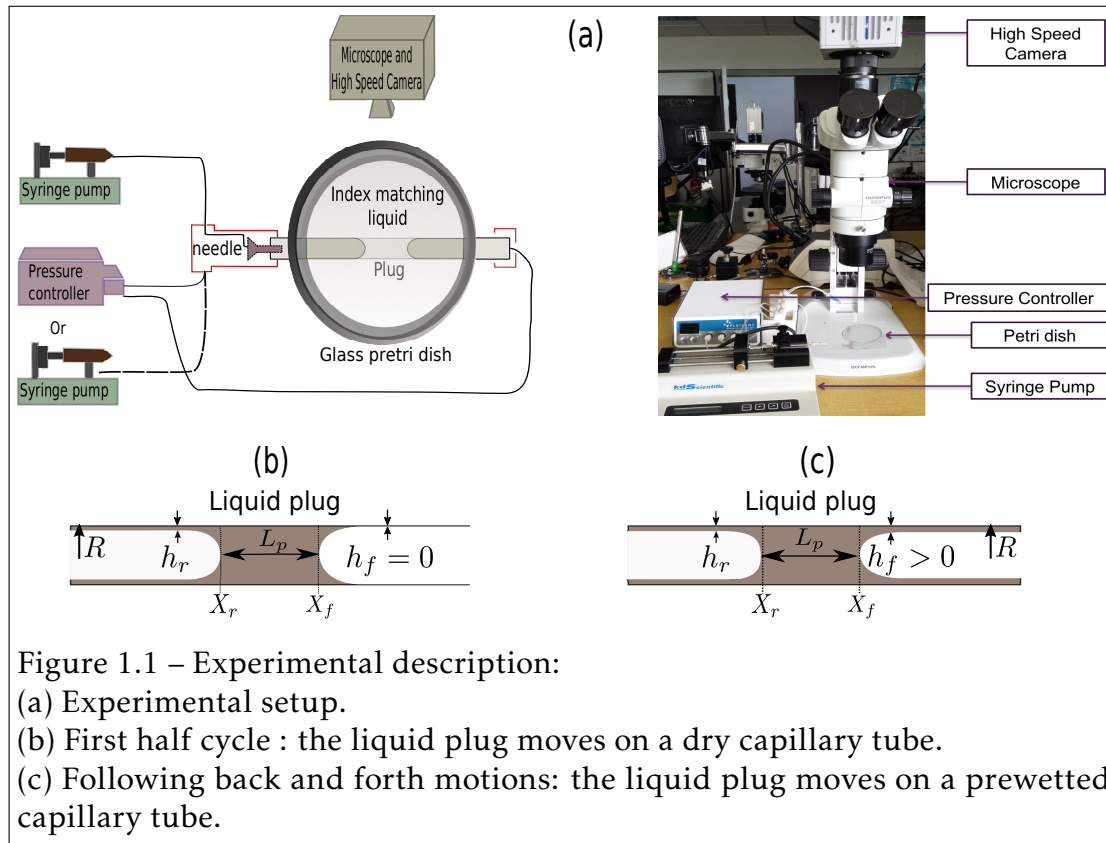 (a)
Microscope and
High Speed Camera
Syringe pump
Pressure
controller
Or
Syringe pump
needle
Index matching
liquid
Plug
Glass pretri dish
High Speed
Camera
Microscope
Pressure Controller
Petri dish
Syringe Pump
OLYMPUS
OLYMPUS
kdScientific
(b)
Liquid plug
R
h_r
L_p
h_f = 0
X_r
X_f
(c)
Liquid plug
h_r
L_p
h_f > 0
R
X_r
X_f
Figure 1.1 – Experimental description:
(a) Experimental setup.
(b) First half cycle : the liquid plug moves on a dry capillary tube.
(c) Following back and forth motions: the liquid plug moves on a prewetted
capillary tube.